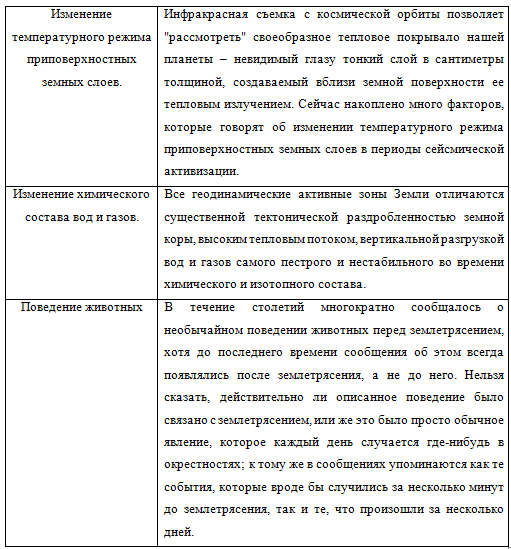 Изменение
температурного режима
приповерхностных
земных слоев.
Инфракрасная съемка с космической орбиты позволяет
"рассмотреть" своеобразное тепловое покрывало нашей
планеты – невидимый глазу тонкий слой в сантиметры
толщиной, создаваемый вблизи земной поверхности ее
тепловым излучением. Сейчас накоплено много факторов,
которые говорят об изменении температурного режима
приповерхностных земных слоев в периоды сейсмической
активизации.
Изменение химического
состава вод и газов.
Все геодинамические активные зоны Земли отличаются
существенной тектонической раздробленностью земной
коры, высоким тепловым потоком, вертикальной разгрузкой
вод и газов самого пестрого и нестабильного во времени
химического и изотопного состава.
Поведение животных
В течение столетий многократно сообщалось о
необычайном поведении животных перед землетрясением,
хотя до последнего времени сообщения об этом всегда
появлялись после землетрясения, а не до него. Нельзя
сказать, действительно ли описанное поведение было
связано с землетрясением, или же это было просто обычное
явление, которое каждый день случается где-нибудь в
окрестностях; к тому же в сообщениях упоминаются как те
события, которые вроде бы случились за несколько минут
до землетрясения, так и те, что произошли за несколько
дней.